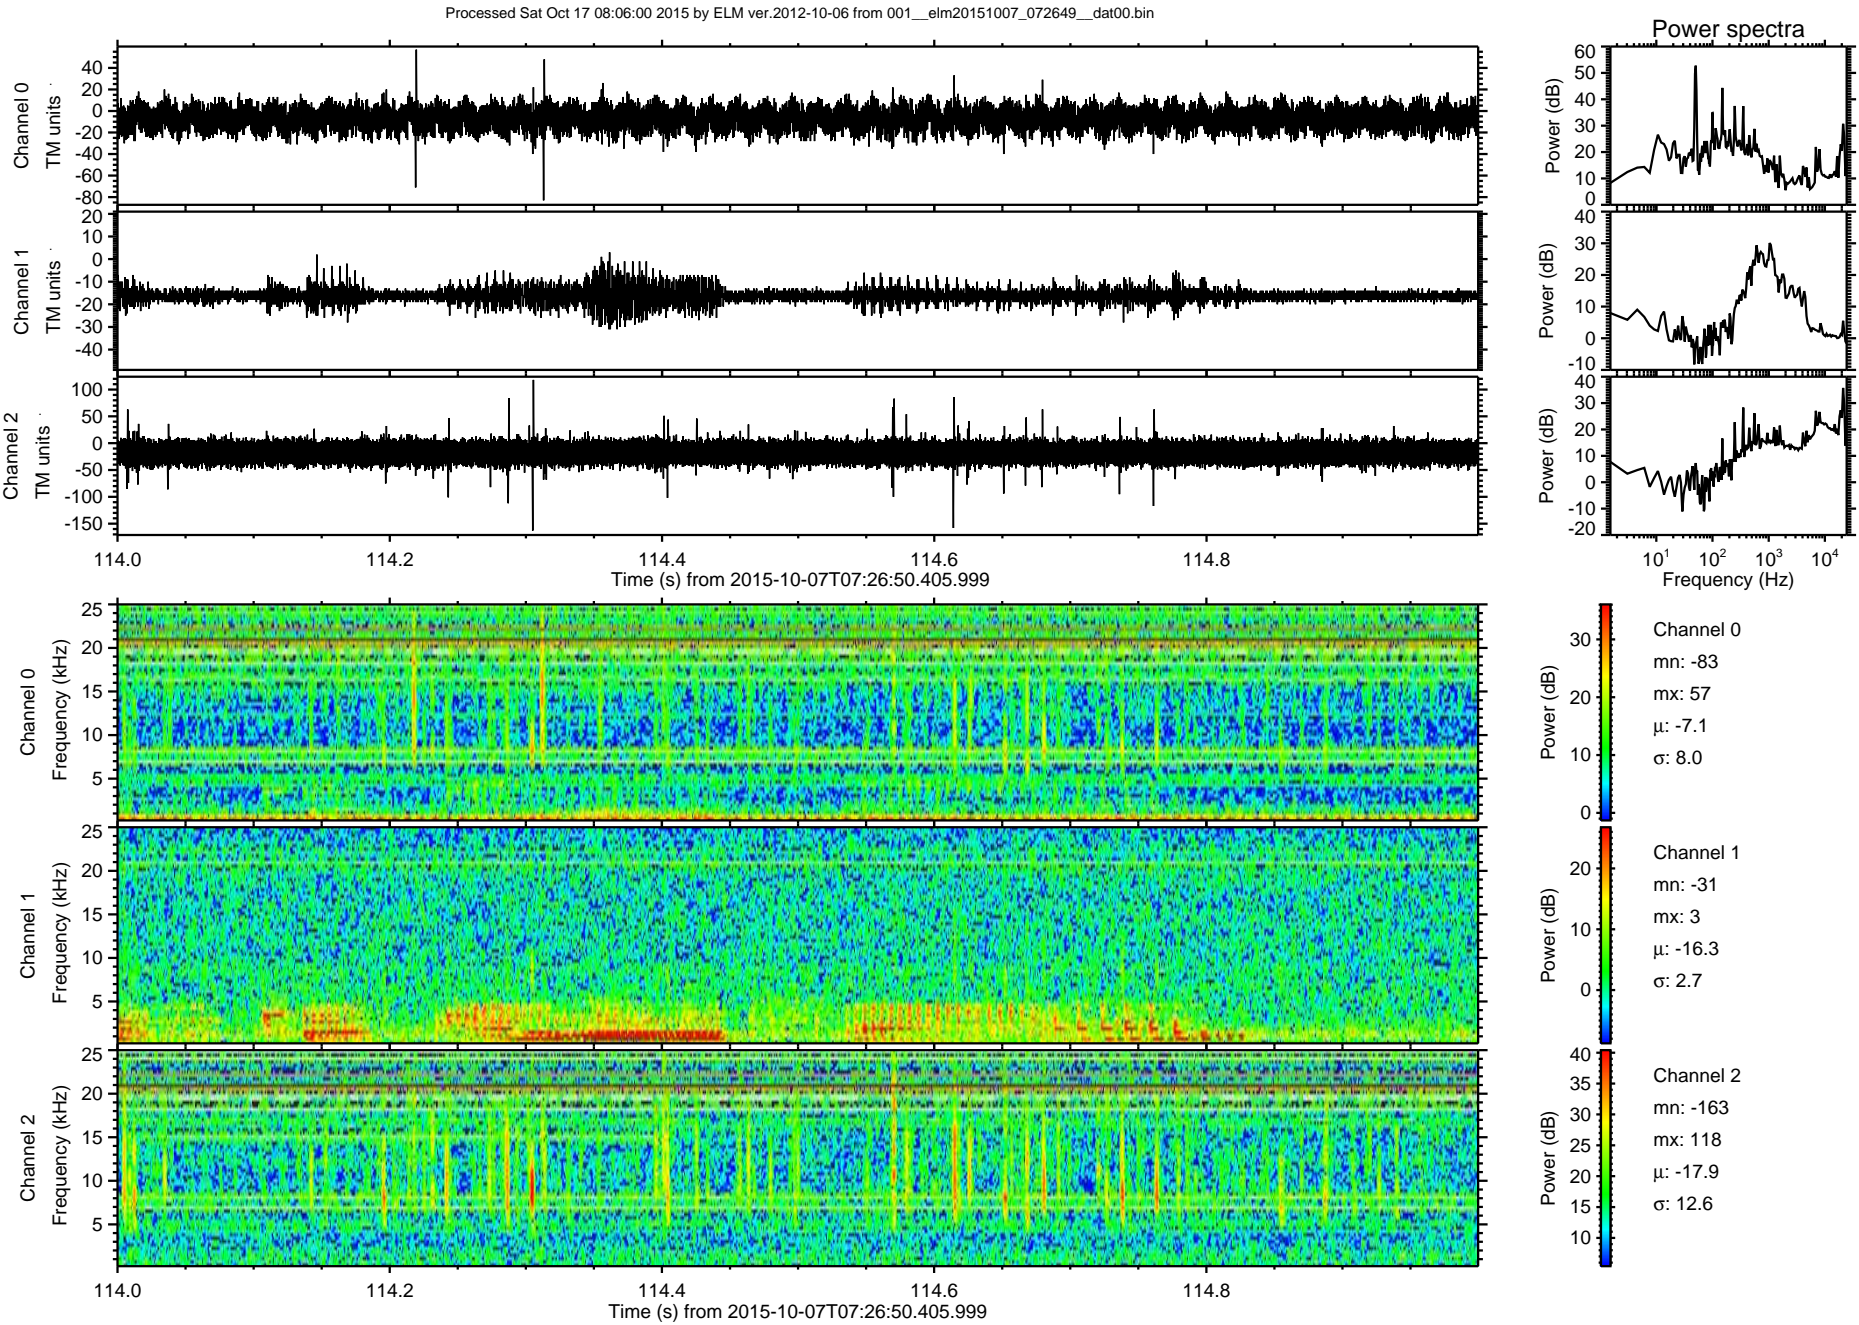 Processed Sat Oct 17 08:06:00 2015 by ELM ver.2012-10-06 from 001__elm20151007_072649__dat00.bin
Power spectra
Channel 0
TM units
40
20
0
-20
-40
-60
-80
Power (dB)
60
50
40
30
20
10
0
Channel 1
TM units
20
10
0
-10
-20
-30
-40
Power (dB)
40
30
20
10
0
-10
Channel 2
TM units
100
50
0
-50
-100
-150
Power (dB)
40
30
20
10
0
-10
-20
114.0 114.2 114.4 114.6 114.8
Time (s) from 2015-10-07T07:26:50.405.999
10^1 10^2 10^3 10^4
Frequency (Hz)
Channel 0
Frequency (kHz)
25
20
15
10
5
Power (dB)
30
20
10
0
Channel 0
mn: -83
mx: 57
μ: -7.1
σ: 8.0
Channel 1
Frequency (kHz)
25
20
15
10
5
Power (dB)
20
10
0
Channel 1
mn: -31
mx: 3
μ: -16.3
σ: 2.7
Channel 2
Frequency (kHz)
25
20
15
10
5
Power (dB)
40
35
30
25
20
15
10
Channel 2
mn: -163
mx: 118
μ: -17.9
σ: 12.6
114.0 114.2 114.4 114.6 114.8
Time (s) from 2015-10-07T07:26:50.405.999